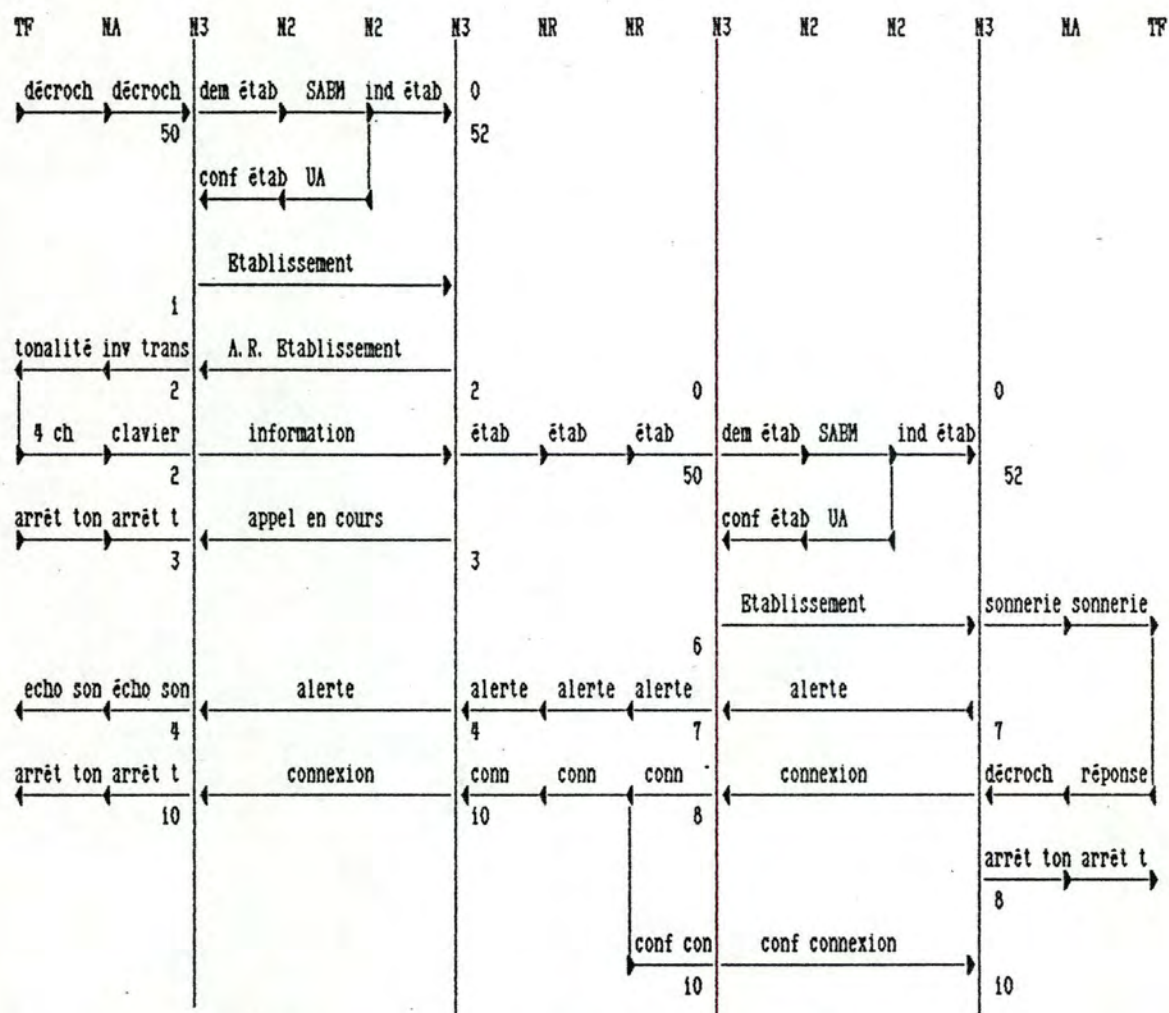 TF NA N3 N2 N2 N3 NR NR N3 N2 N2 N3 NA TF
décroch décroch dem étab SABM ind étab 0
50 52
conf étab UA
Etablissement
1
tonalité inv trans A.R. Etablissement
2 2 0 0
4 ch clavier information étab étab étab dem étab SABM ind étab
2 50 52
arrêt ton arrêt t appel en cours conf étab UA
3 3
Etablissement sonnerie sonnerie
6
echo son écho son alerte alerte alerte alerte alerte
4 4 7 7
arrêt ton arrêt t connexion conn conn conn connexion décroch réponse
10 10 8
arrêt ton arrêt t
8
conf con conf connexion
10 10